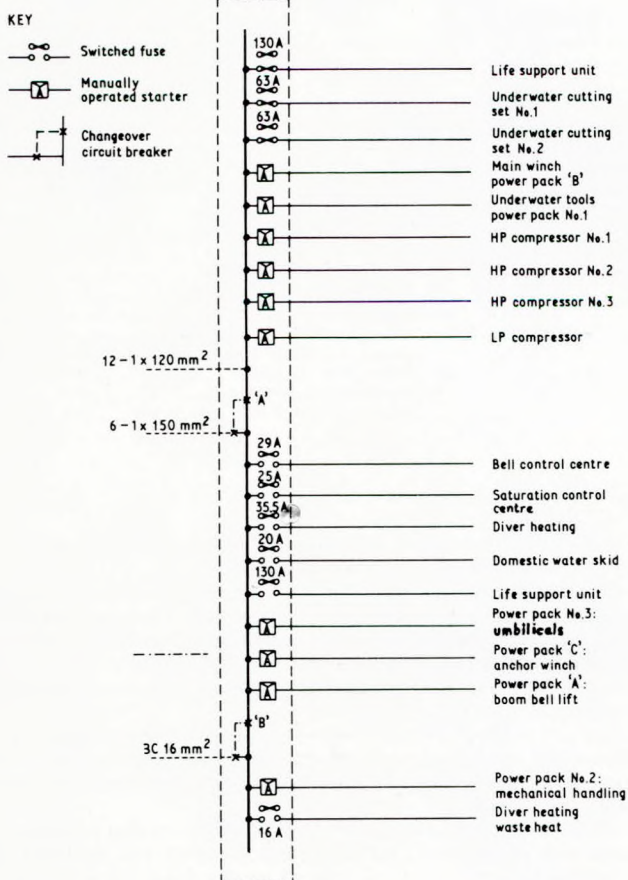 KEY
Switched fuse
Manually
operated starter
Changeover
circuit breaker
130A
Life support unit
63A
Underwater cutting
set No.1
63A
Underwater cutting
set No.2
Main winch
power pack 'B'
Underwater tools
power pack No.1
HP compressor No.1
HP compressor No.2
HP compressor No.3
LP compressor
12 – 1 x 120 mm²
'A'
6 – 1 x 150 mm²
29A
Bell control centre
25A
Saturation control
centre
35.5A
Diver heating
20A
Domestic water skid
130A
Life support unit
Power pack No.3:
umbilicals
Power pack 'C':
anchor winch
Power pack 'A':
boom bell lift
'B'
3C 16 mm²
Power pack No.2:
mechanical handling
Diver heating
waste heat
16A